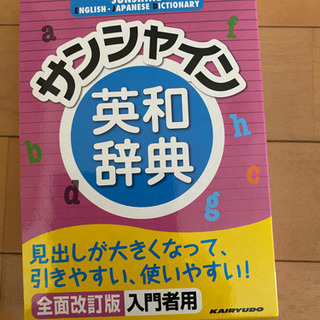 SUNSHINE
ENGLISH-JAPANESE DICTIONARY
サンシャイン
英和
辞典
a
f
b
h
d
c
g
見出しが大きくなって、
引きやすい、使いやすい!
全面改訂版 入門者用
KAIRYUDO